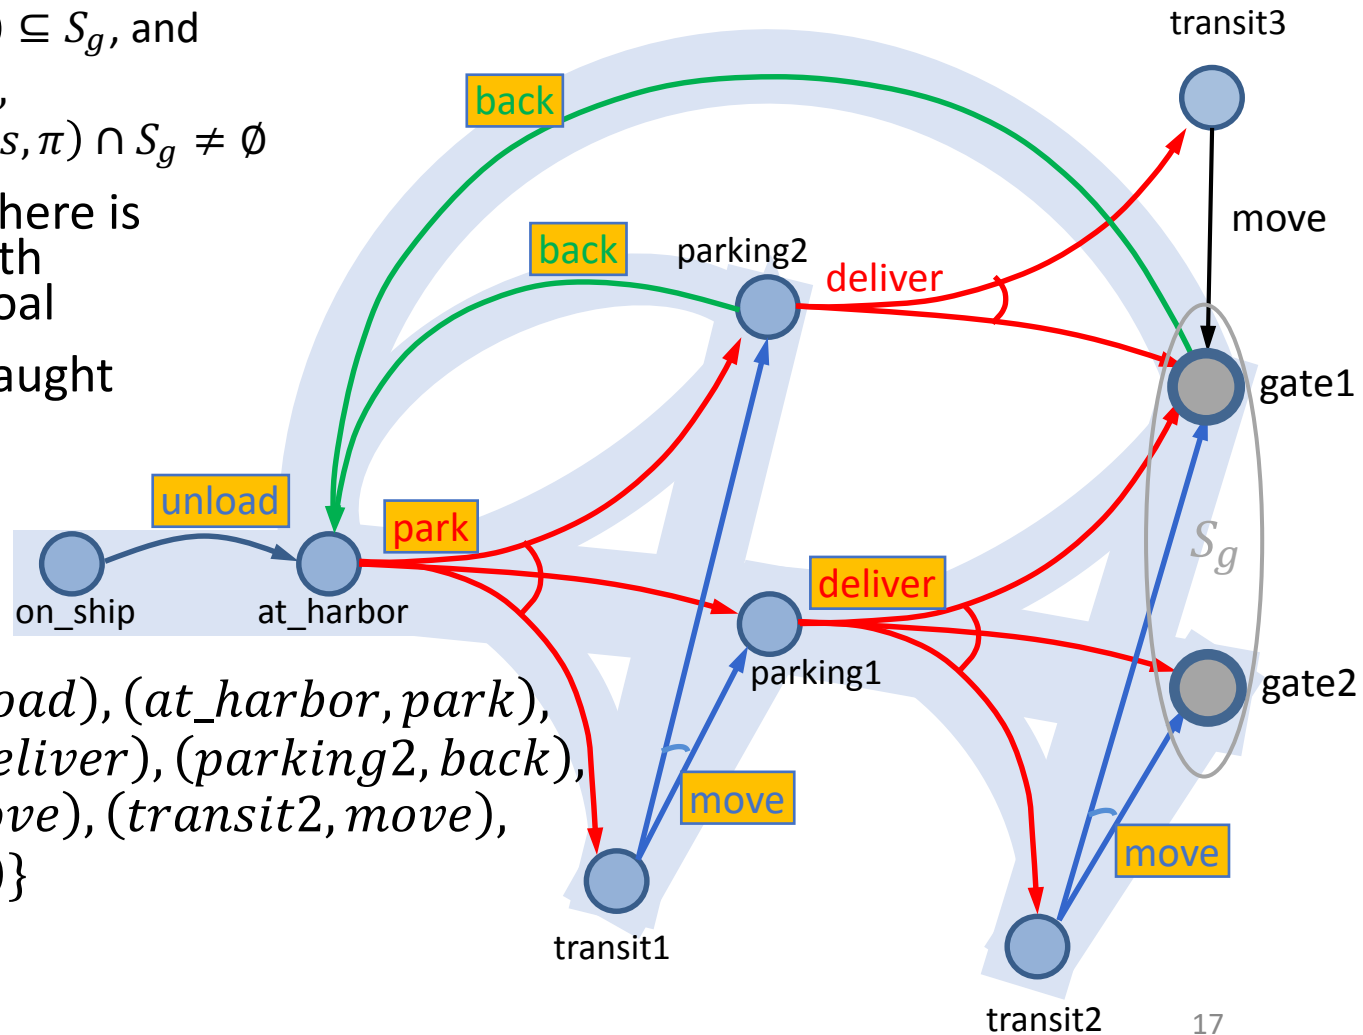 ) ⊆ S_g, and
,
s, π) ∩ S_g ≠ ∅
here is
th
oal
aught
transit3
back
move
back
parking2
deliver
gate1
unload
park
S_g
on_ship
at_harbor
deliver
parking1
gate2
oad), (at_harbor, park),
eliver), (parking2, back),
ove), (transit2, move),
)}
move
move
transit1
transit2
17